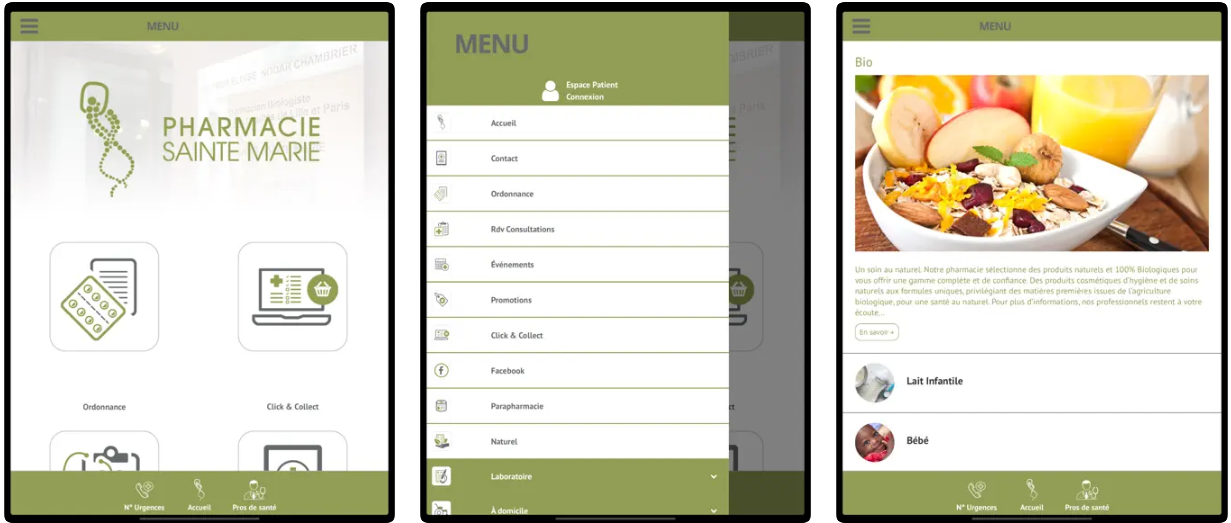 MENU
PHARMACIE
SAINTE MARIE
Ordonnance
Click & Collect
N° Urgences
Accueil
Pros de santé
MENU
Espace Patient
Connexion
Accueil
Contact
Ordonnance
Rdv Consultations
Événements
Promotions
Click & Collect
Facebook
Parapharmacie
Naturel
Laboratoire
À domicile
MENU
Bio
Un soin au naturel. Notre pharmacie sélectionne des produits naturels et 100% Biologiques pour
vous offrir une gamme complète et de confiance. Des produits cosmétiques d'hygiène et de soins
naturels aux formules uniques, privilégiant des matières premières issues de l'agriculture
biologique, pour une santé au naturel. Pour plus d'informations, nos professionnels restent à votre
écoute...
En savoir +
Lait Infantile
Bébé
N° Urgences
Accueil
Pros de santé